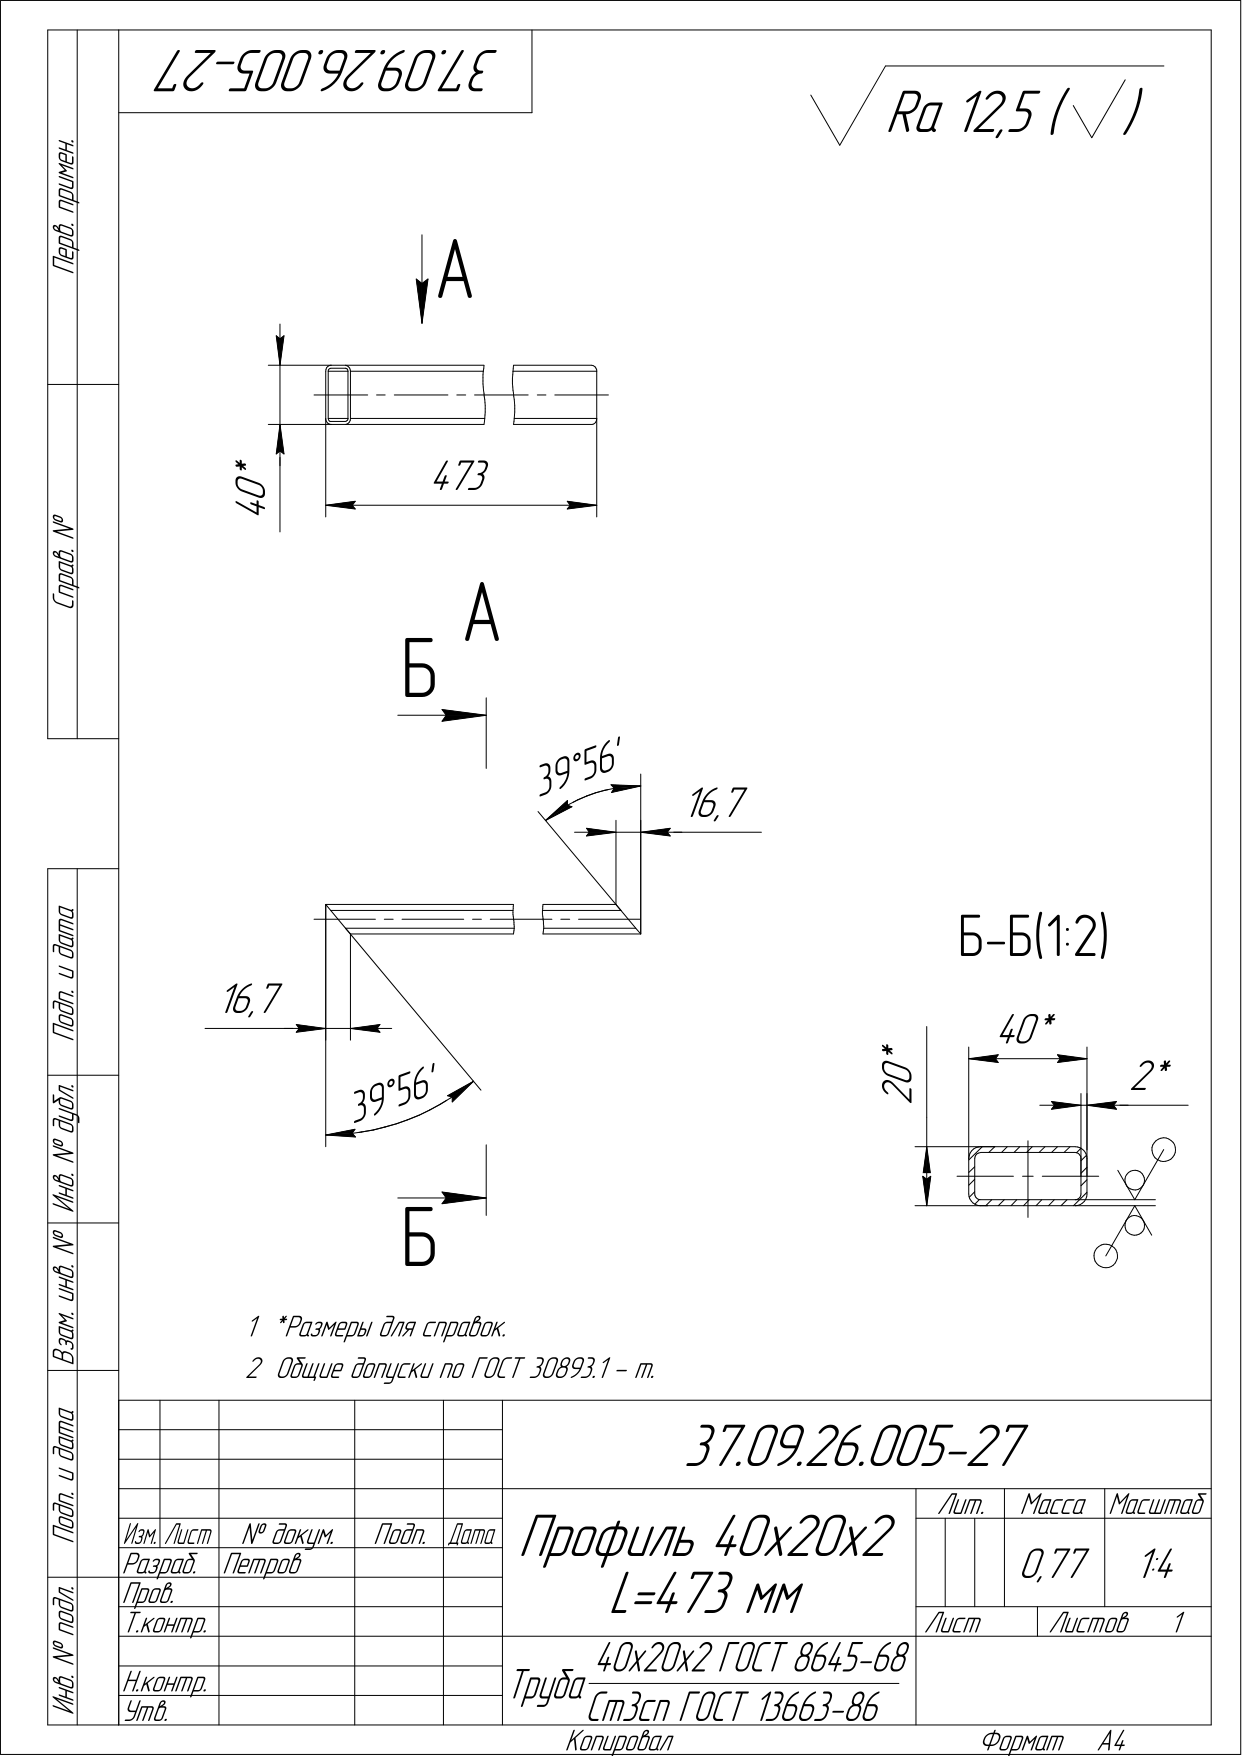 37.09.26.005-27
Ra 12,5 (√)
Перв. примен.
Справ. №
Подп. и дата
Инв. № дубл.
Взам. инв. №
Подп. и дата
Инв. № подл.
А
40*
473
А
Б
39°56'
16,7
16,7
39°56'
Б
Б-Б(1:2)
40*
20*
2*
1 *Размеры для справок.
2 Общие допуски по ГОСТ 30893.1 - m.
37.09.26.005-27
Изм. Лист № докум. Подп. Дата
Разраб. Петров
Пров.
Т.контр.
Н.контр.
Утв.
Профиль 40x20x2
L=473 мм
Лит. Масса Масштаб
0,77 1:4
Лист Листов 1
Труба 40x20x2 ГОСТ 8645-68
Ст3сп ГОСТ 13663-86
Копировал Формат А4